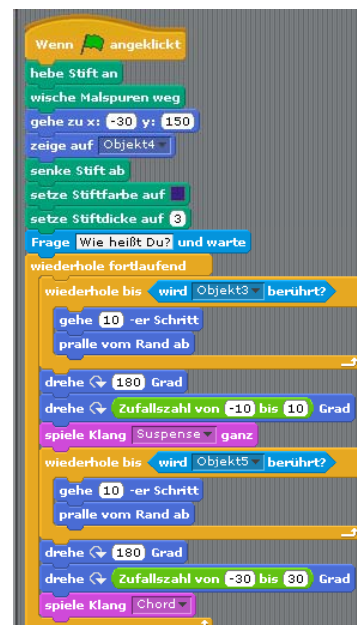 Wenn angeklickt
hebe Stift an
wische Malspuren weg
gehe zu x: -30 y: 150
zeige auf Objekt4
senke Stift ab
setze Stiftfarbe auf
setze Stiftdicke auf 3
Frage Wie heißt Du? und warte
wiederhole fortlaufend
wiederhole bis wird Objekt3 berührt?
gehe 10 -er Schritt
pralle vom Rand ab
drehe 180 Grad
drehe Zufallszahl von -10 bis 10 Grad
spiele Klang Suspense ganz
wiederhole bis wird Objekt5 berührt?
gehe 10 -er Schritt
pralle vom Rand ab
drehe 180 Grad
drehe Zufallszahl von -30 bis 30 Grad
spiele Klang Chord